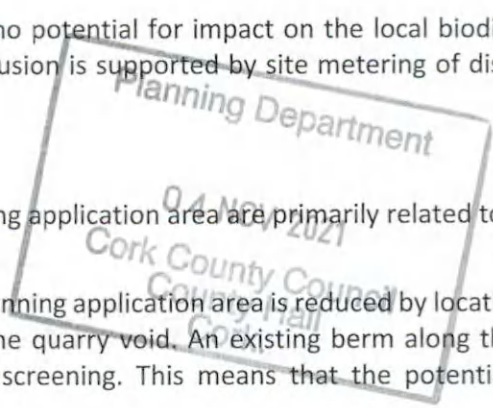 no potential for impact on the local biodi
usion is supported by site metering of dis
Planning Department
04 NOV 2021
ng application area are primarily related to
Cork County Council
County Hall
Cork.
nning application area is reduced by locat
ne quarry void. An existing berm along th
screening. This means that the potenti